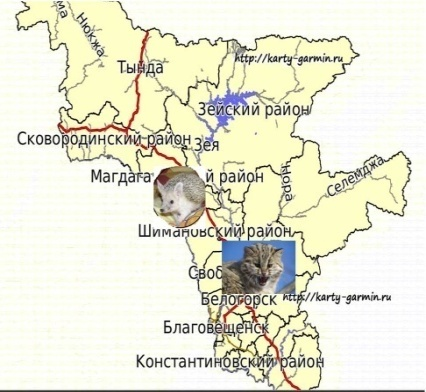 Нюкжа
Тында
http://karty-garmin.ru
Зейский район
Сковородинский район
Зея
Магдага й район
Нора
Селемджа
Шимановский район
Своб
Белогорск
http://karty-garmin.ru
Благовещенск
Константиновский район